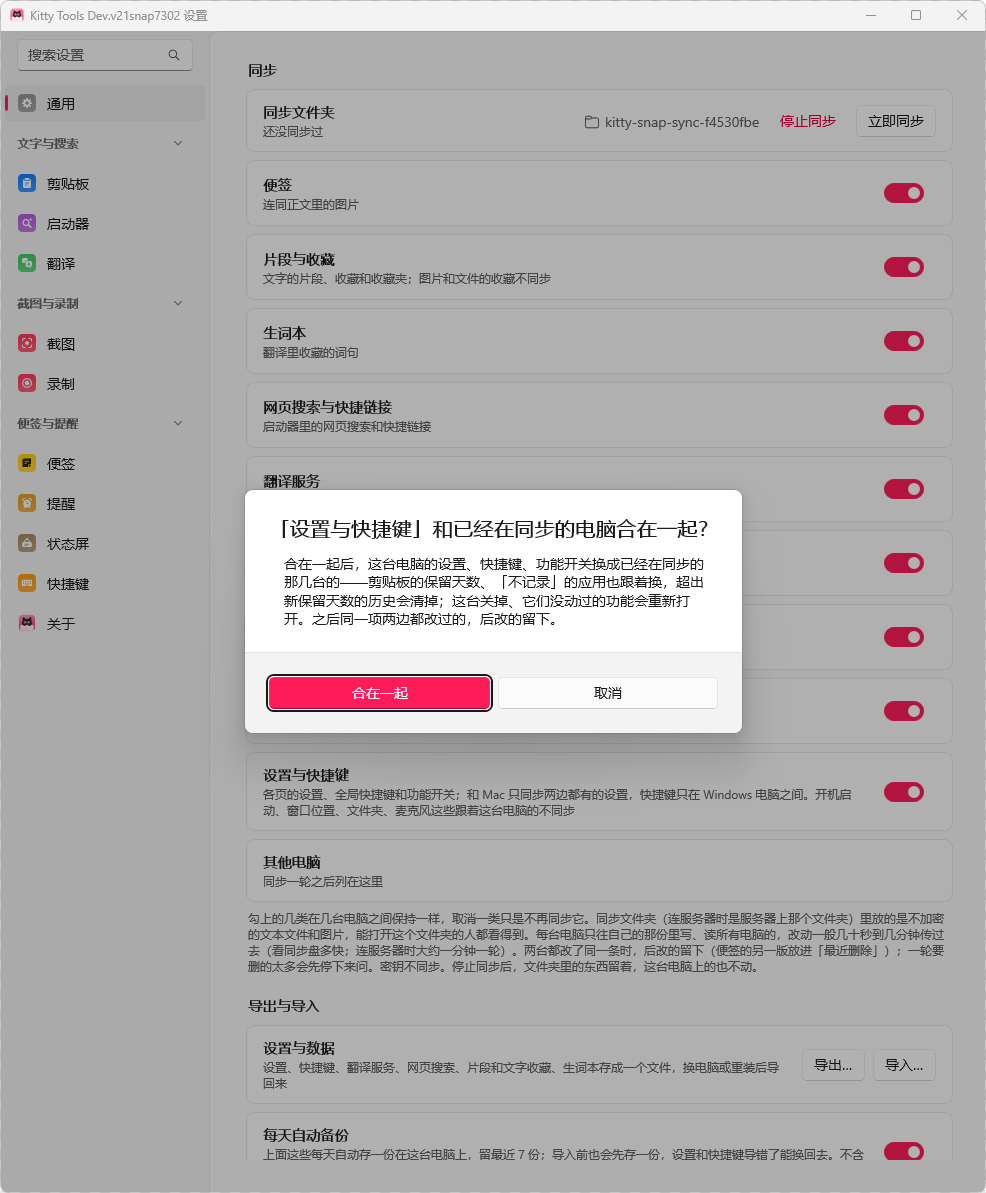 Kitty Tools Dev.v21snap7302 设置
搜索设置
通用
文字与搜索
剪贴板
启动器
翻译
截图与录制
截图
录制
便签与提醒
便签
提醒
状态屏
快捷键
关于
同步
同步文件夹
还没同步过
kitty-snap-sync-f4530fbe
停止同步
立即同步
便签
连同正文里的图片
片段与收藏
文字的片段、收藏和收藏夹；图片和文件的收藏不同步
生词本
翻译里收藏的词句
网页搜索与快捷链接
启动器里的网页搜索和快捷链接
翻译服务
「设置与快捷键」和已经在同步的电脑合在一起？
合在一起后，这台电脑的设置、快捷键、功能开关换成已经在同步的
那几台的——剪贴板的保留天数、「不记录」的应用也跟着换，超出
新保留天数的历史会清掉；这台关掉、它们没动过的功能会重新打
开。之后同一项两边都改过的，后改的留下。
合在一起
取消
设置与快捷键
各页的设置、全局快捷键和功能开关；和 Mac 只同步两边都有的设置，快捷键只在 Windows 电脑之间。开机启
动、窗口位置、文件夹、麦克风这些跟着这台电脑的不同步
其他电脑
同步一轮之后列在这里
勾上的几类在几台电脑之间保持一样，取消一类只是不再同步它。同步文件夹（连服务器时是服务器上那个文件夹）里放的是不加密
的文本文件和图片，能打开这个文件夹的人都看得到。每台电脑只往自己的那份里写、读所有电脑的，改动一般几十秒到几分钟传过
去（看同步盘多快；连服务器时大约一分钟一轮）。两台都改了同一条时，后改的留下（便签的另一版放进「最近删除」）；一轮要
删的太多会先停下来问。密钥不同步。停止同步后，文件夹里的东西留着，这台电脑上的也不动。
导出与导入
设置与数据
设置、快捷键、翻译服务、网页搜索、片段和文字收藏、生词本存成一个文件，换电脑或重装后导
回来
导出...
导入...
每天自动备份
上面这些每天自动存一份在这台电脑上，留最近 7 份；导入前也会先存一份，设置和快捷键导错了能换回去。不含